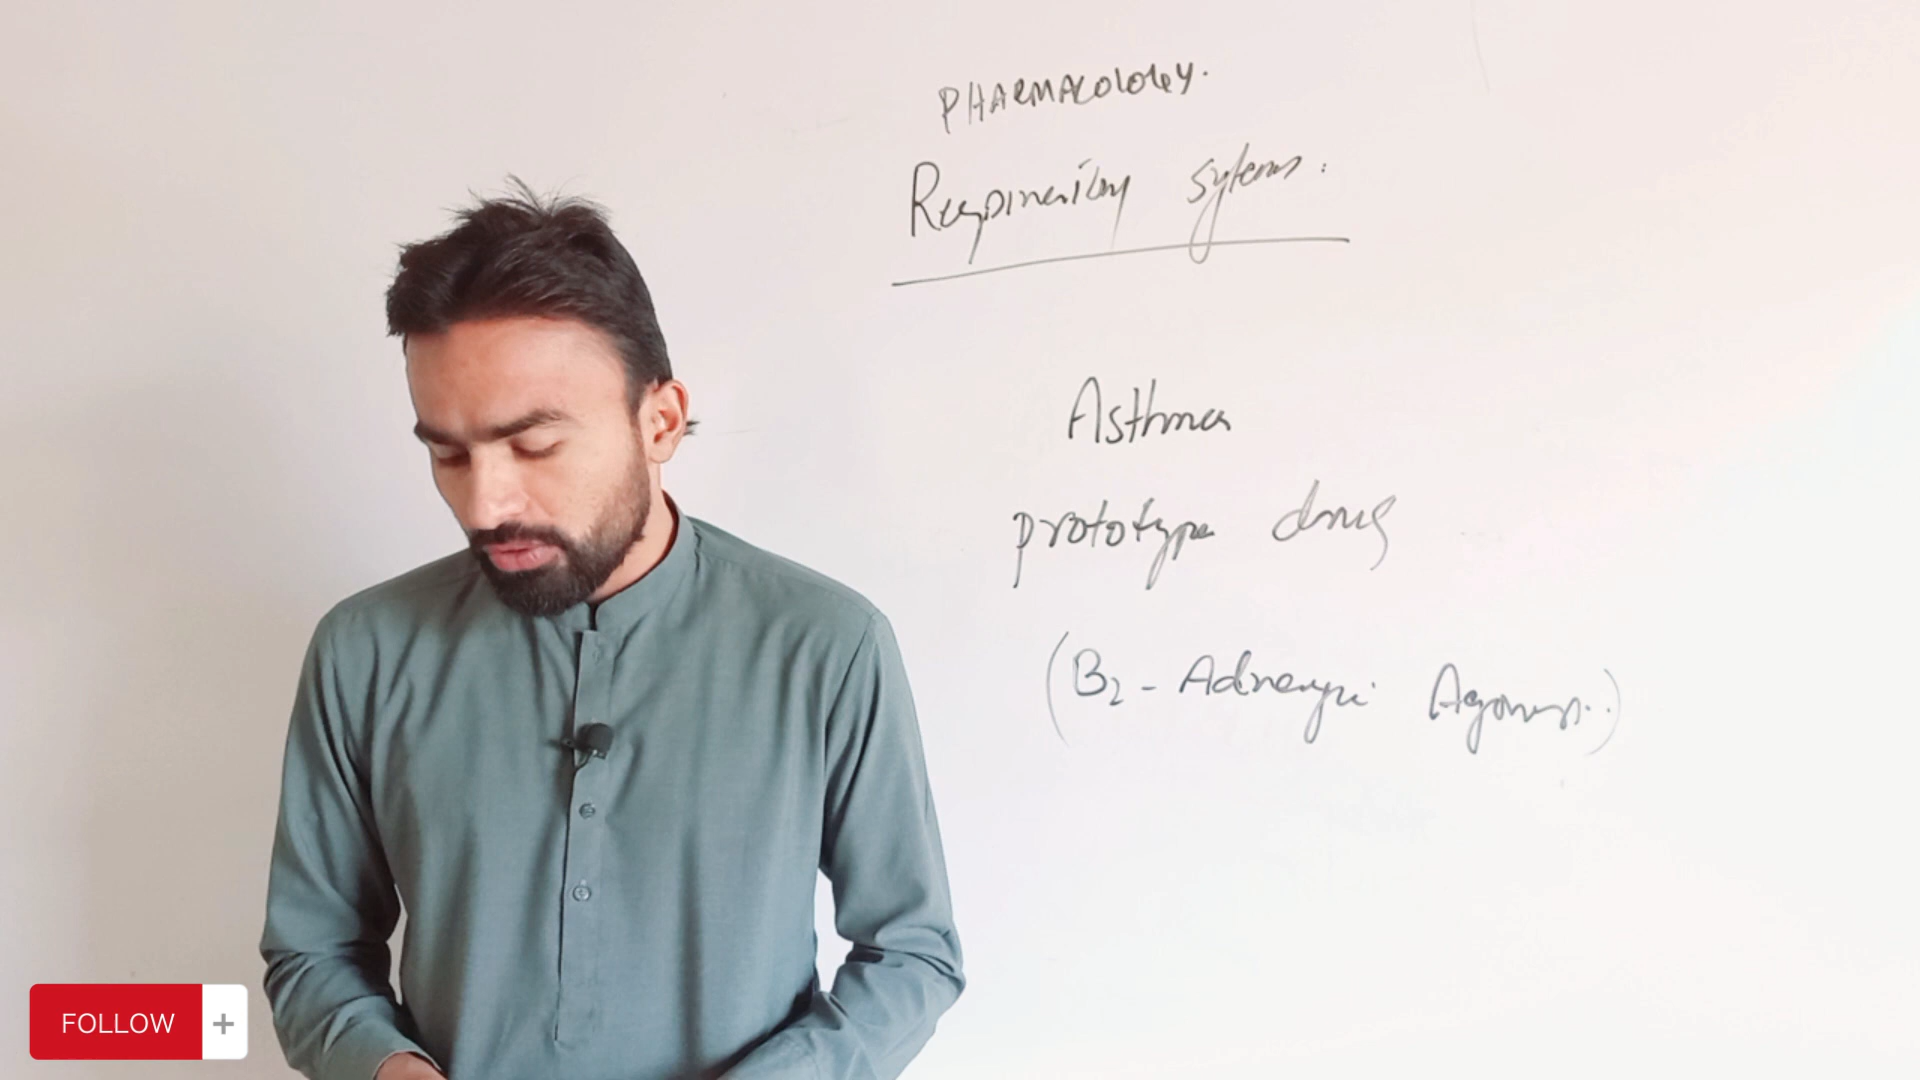 PHARMACOLOGY.
Respiratory system.
Asthma
prototype drug
(B2 - Adrenergic Agonist.)
FOLLOW +